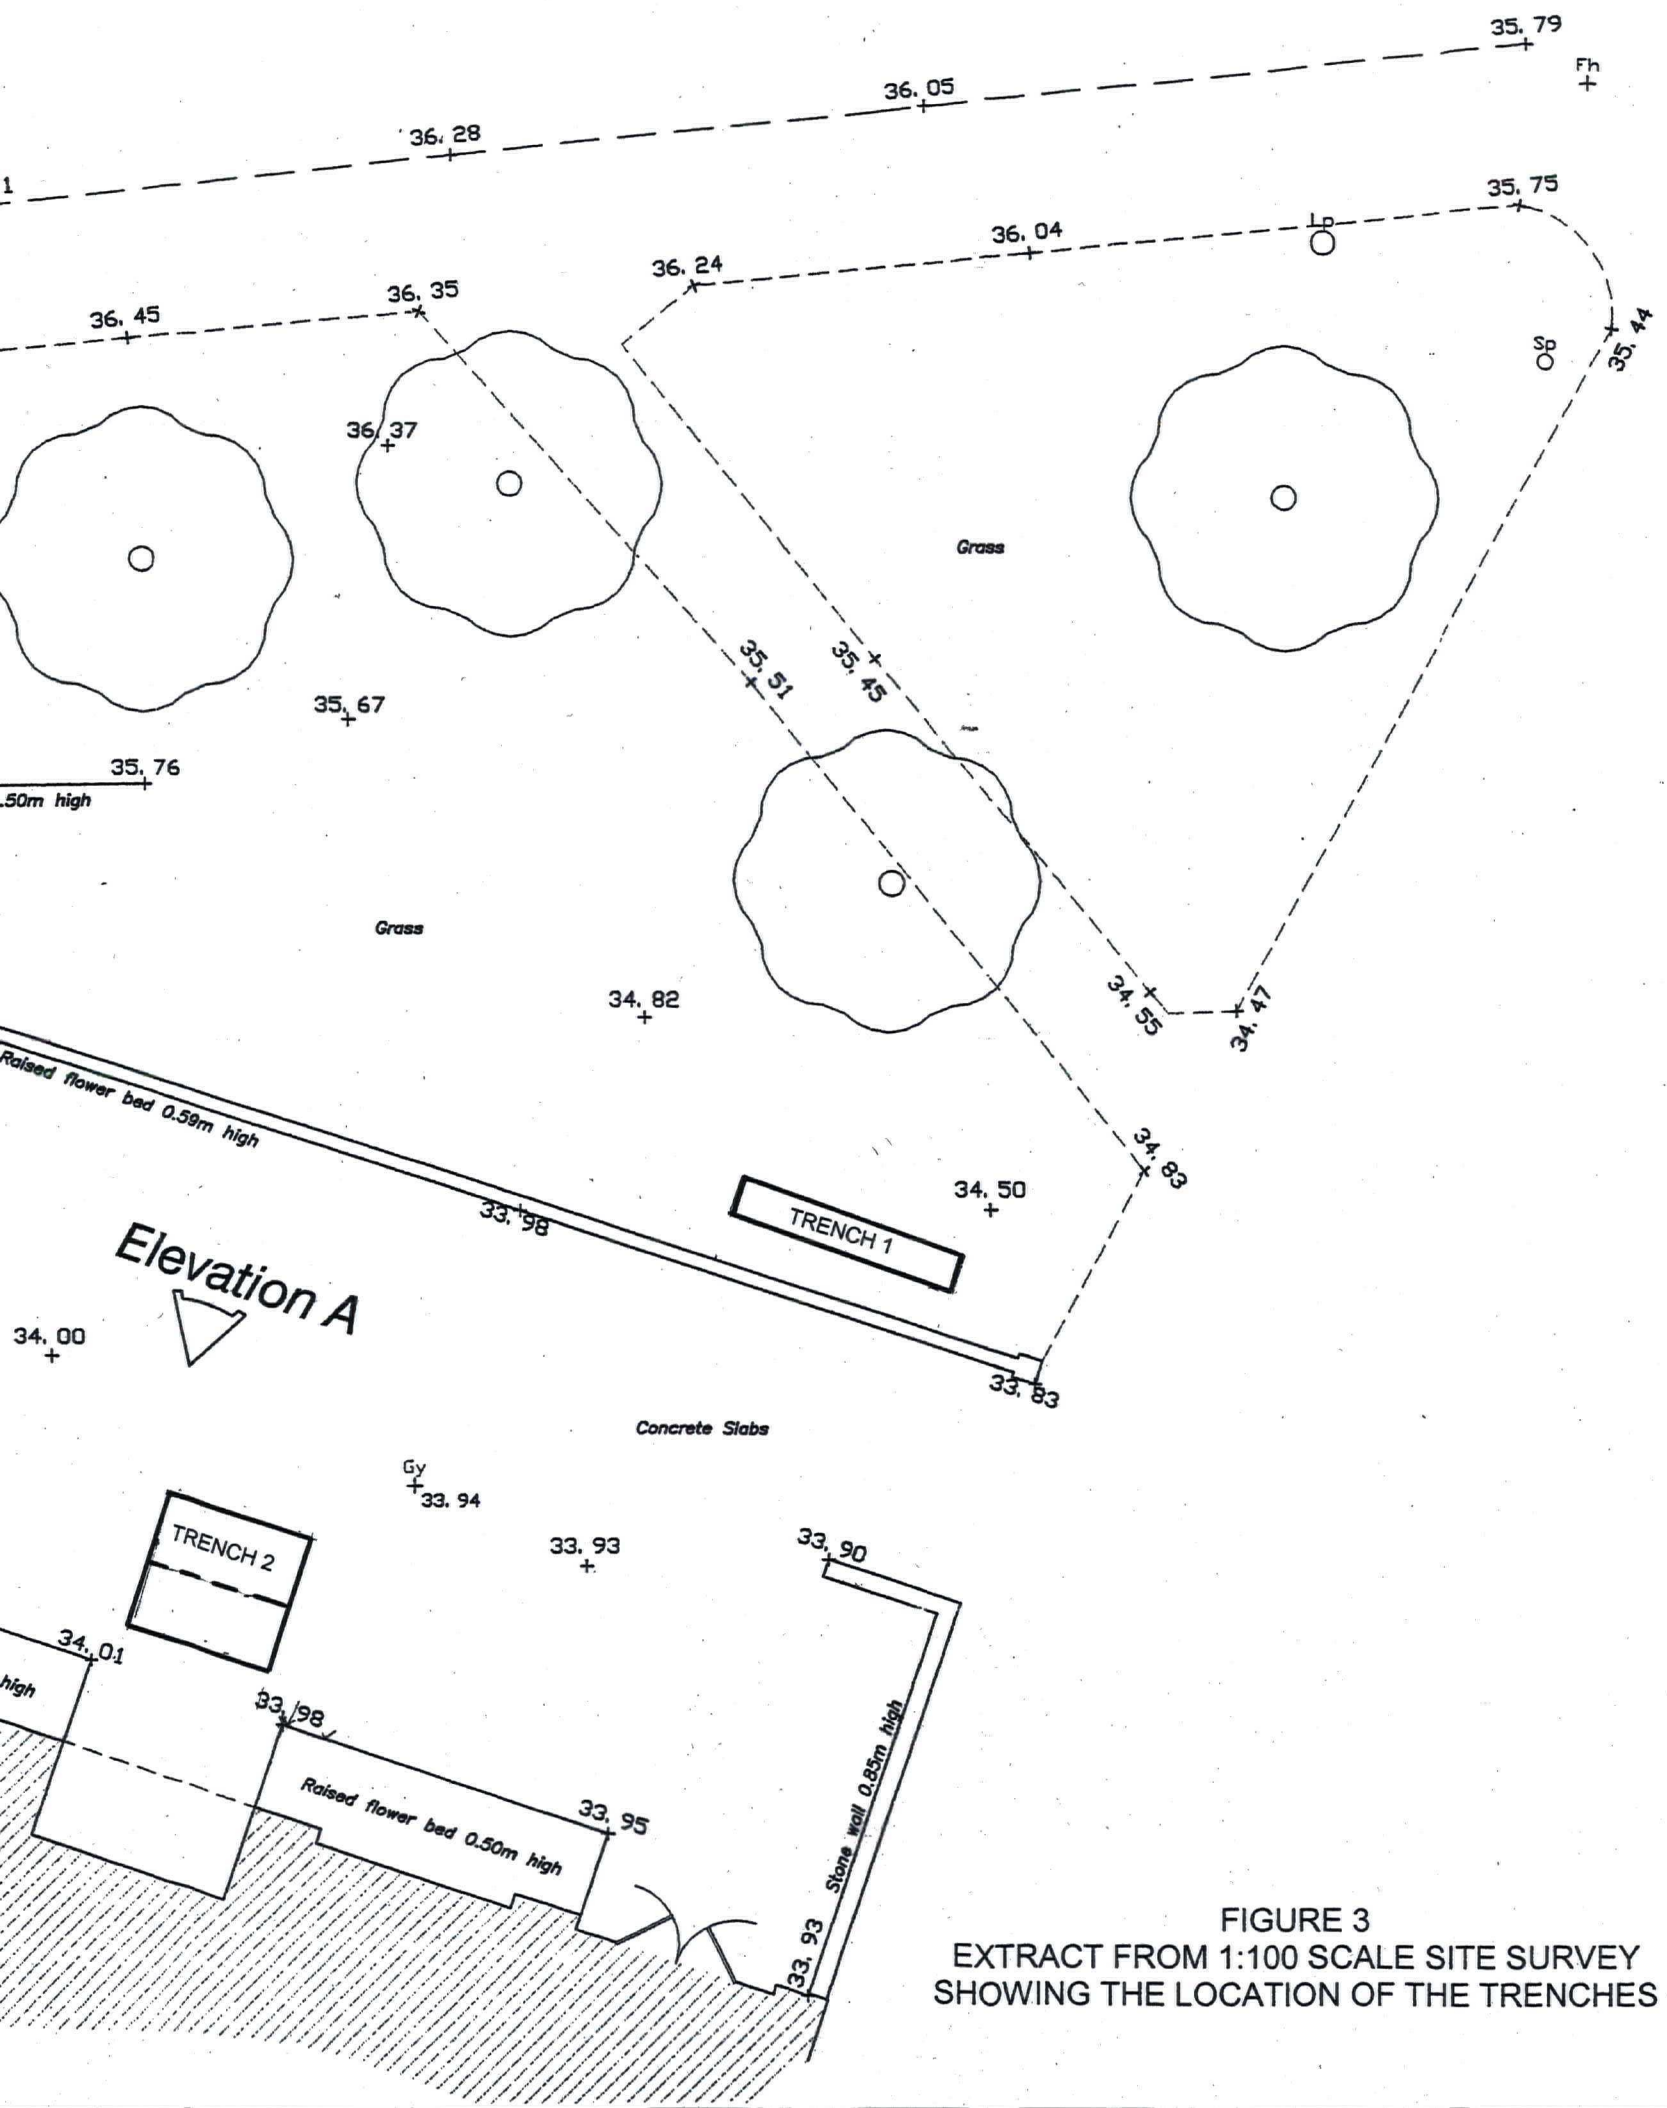 35.79
Fh
36.05
36.28
1
35.75
Lp
36.04
36.24
36.35
36.45
35.44
Sp
36.37
Grass
35.51
35.45
35.67
35.76
.50m high
Grass
34.82
34.55
34.47
Raised flower bed 0.59m high
34.83
34.50
33.98
TRENCH 1
Elevation A
34.00
33.83
Concrete Slabs
Gy
33.94
33.93
33.90
TRENCH 2
34.01
high
33.98
Raised flower bed 0.50m high
33.95
Stone wall 0.85m high
33.93
FIGURE 3
EXTRACT FROM 1:100 SCALE SITE SURVEY
SHOWING THE LOCATION OF THE TRENCHES